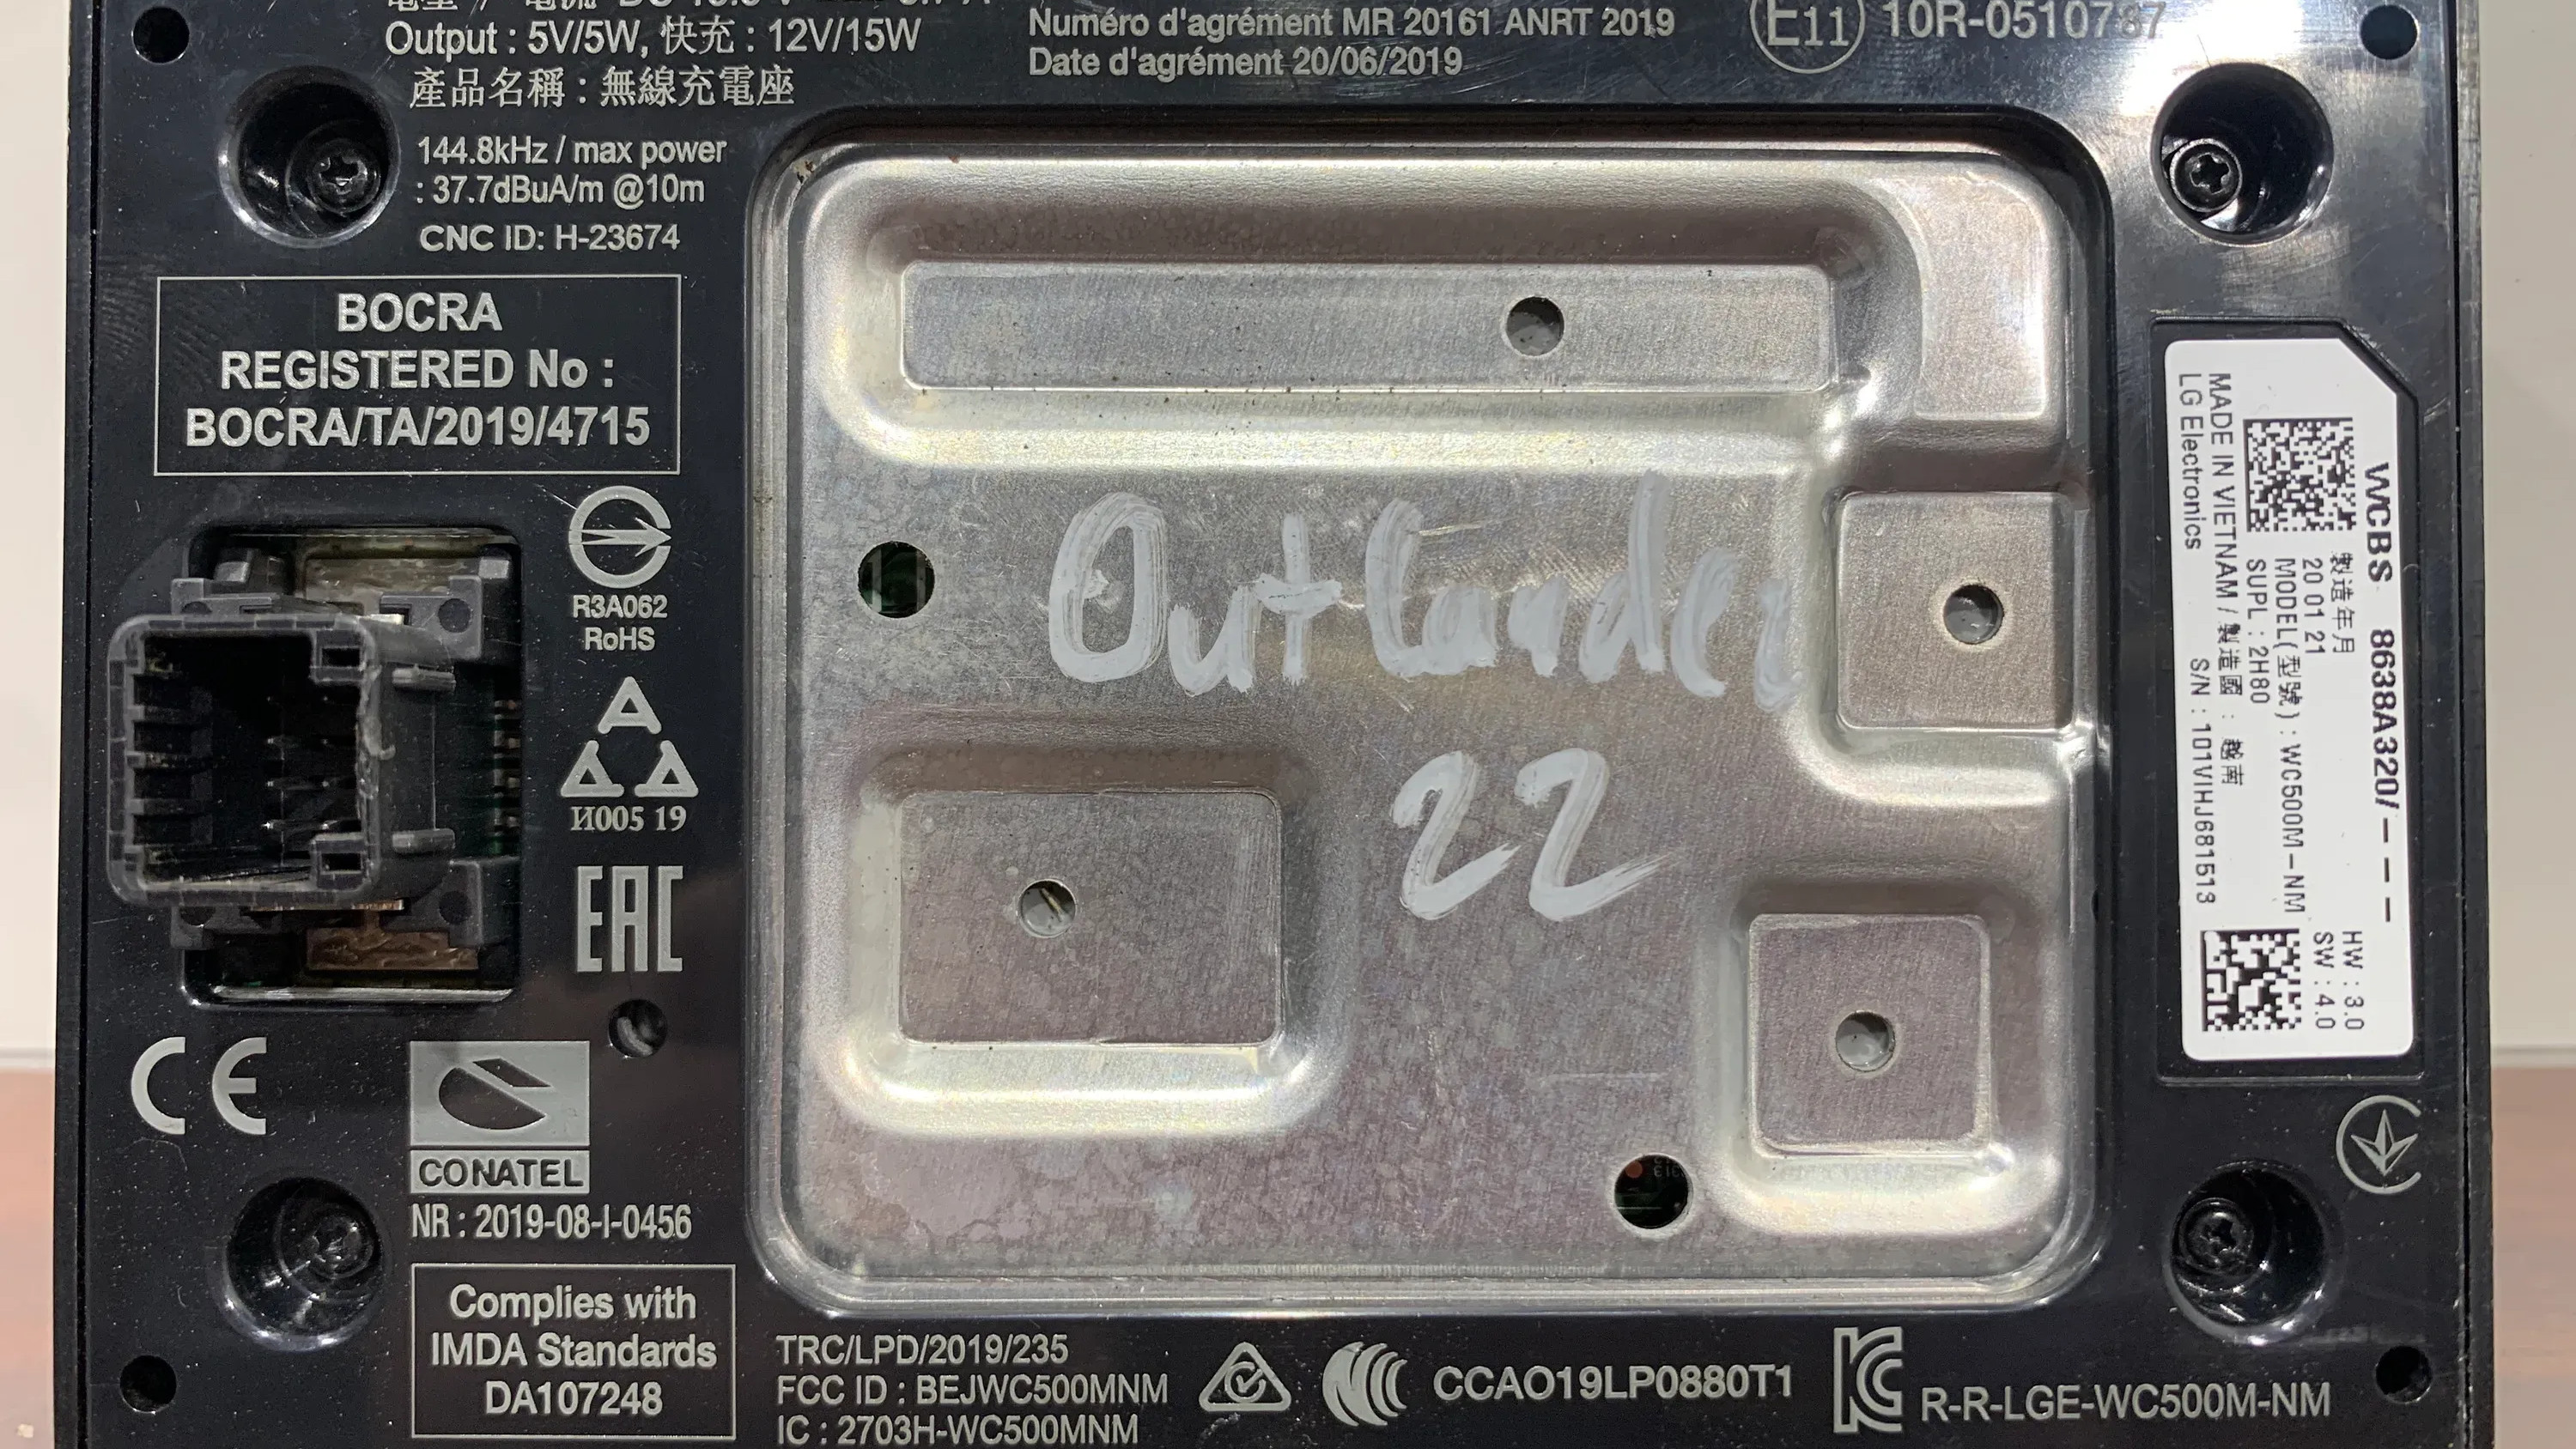 Output : 5V/5W, 快充 : 12V/15W
產品名稱 : 無線充電座
Numéro d'agrément MR 20161 ANRT 2019
Date d'agrément 20/06/2019
E11 10R-0510787
144.8kHz / max power
: 37.7dBuA/m @10m
CNC ID: H-23674
BOCRA
REGISTERED No :
BOCRA/TA/2019/4715
R3A062
RoHS
И005 19
EAC
CE
CONATEL
NR : 2019-08-I-0456
Complies with
IMDA Standards
DA107248
Outlander
22
WCBS 8638A320/- - -
製造年月
20 01 21
HW : 3.0
SW : 4.0
MODEL(型號) : WC500M-NM
SUPL : 2H80
MADE IN VIETNAM / 製造國 : 越南
LG Electronics
S/N : 101VIHJ681513
TRC/LPD/2019/235
FCC ID : BEJWC500MNM
IC : 2703H-WC500MNM
CCAO19LP0880T1
R-R-LGE-WC500M-NM